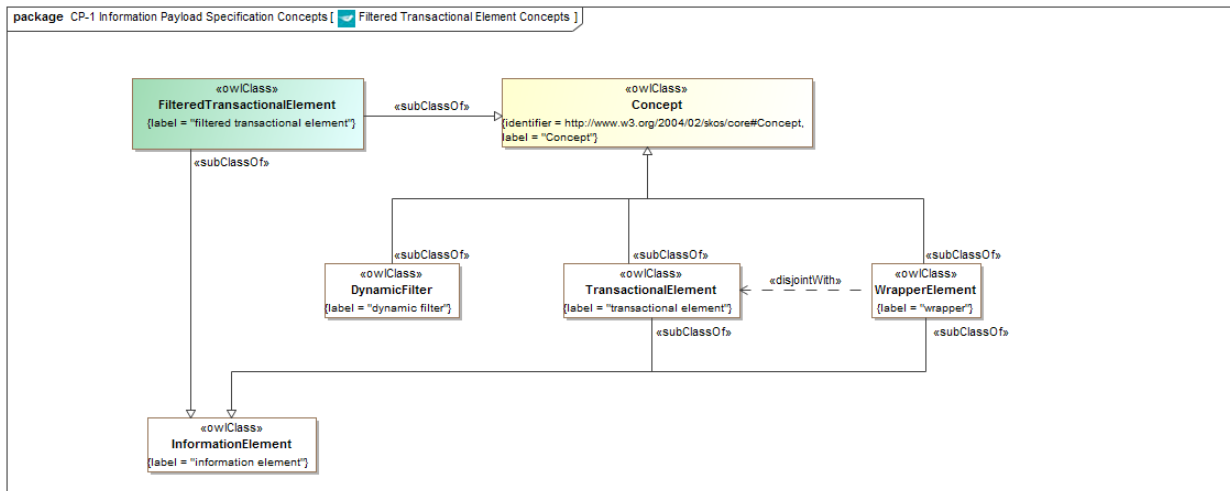 package CP-1 Information Payload Specification Concepts [ Filtered Transactional Element Concepts ]
«owlClass»
FilteredTransactionalElement
{label = "filtered transactional element"}
«subClassOf»
«owlClass»
Concept
{identifier = http://www.w3.org/2004/02/skos/core#Concept,
label = "Concept"}
«subClassOf»
«subClassOf»
«subClassOf»
«subClassOf»
«owlClass»
DynamicFilter
{label = "dynamic filter"}
«owlClass»
TransactionalElement
{label = "transactional element"}
«disjointWith»
«owlClass»
WrapperElement
{label = "wrapper"}
«subClassOf»
«subClassOf»
«owlClass»
InformationElement
{label = "information element"}